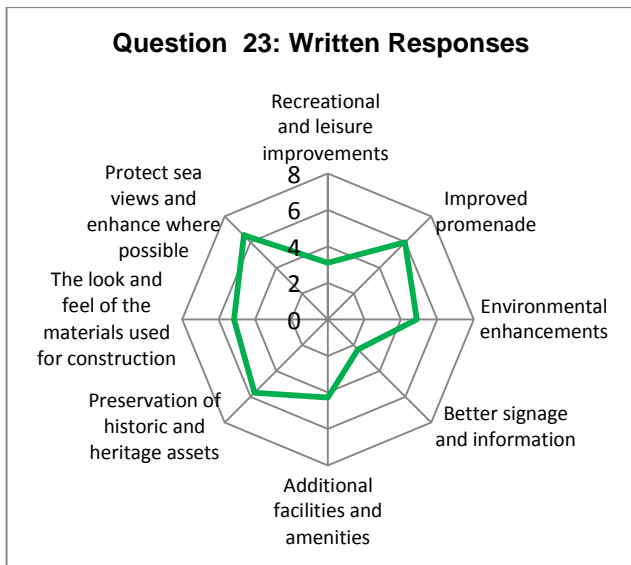 Question 23: Written Responses
Recreational
and leisure
improvements
Improved
promenade
Environmental
enhancements
Better signage
and information
Additional
facilities and
amenities
Preservation of
historic and
heritage assets
The look and
feel of the
materials used
for construction
Protect sea
views and
enhance where
possible
8
6
4
2
0